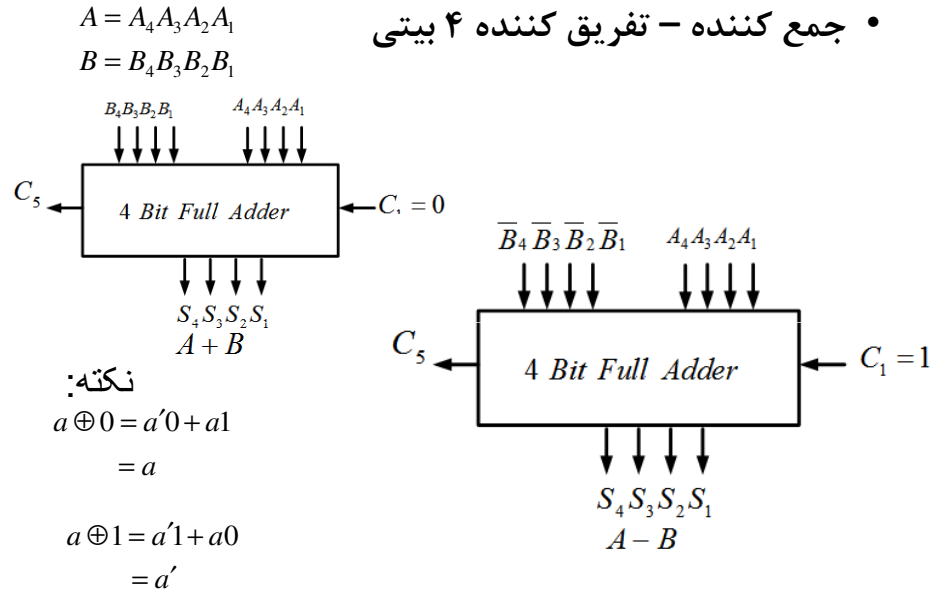 • جمع کننده – تفریق کننده ۴ بیتی
A = A₄A₃A₂A₁
B = B₄B₃B₂B₁
B₄B₃B₂B₁ A₄A₃A₂A₁
C₅ 4 Bit Full Adder C₁ = 0
S₄S₃S₂S₁
A + B
B̅₄ B̅₃ B̅₂ B̅₁ A₄A₃A₂A₁
C₅ 4 Bit Full Adder C₁ = 1
S₄S₃S₂S₁
A − B
نکته:
a ⊕ 0 = a′0 + a1
= a
a ⊕ 1 = a′1 + a0
= a′